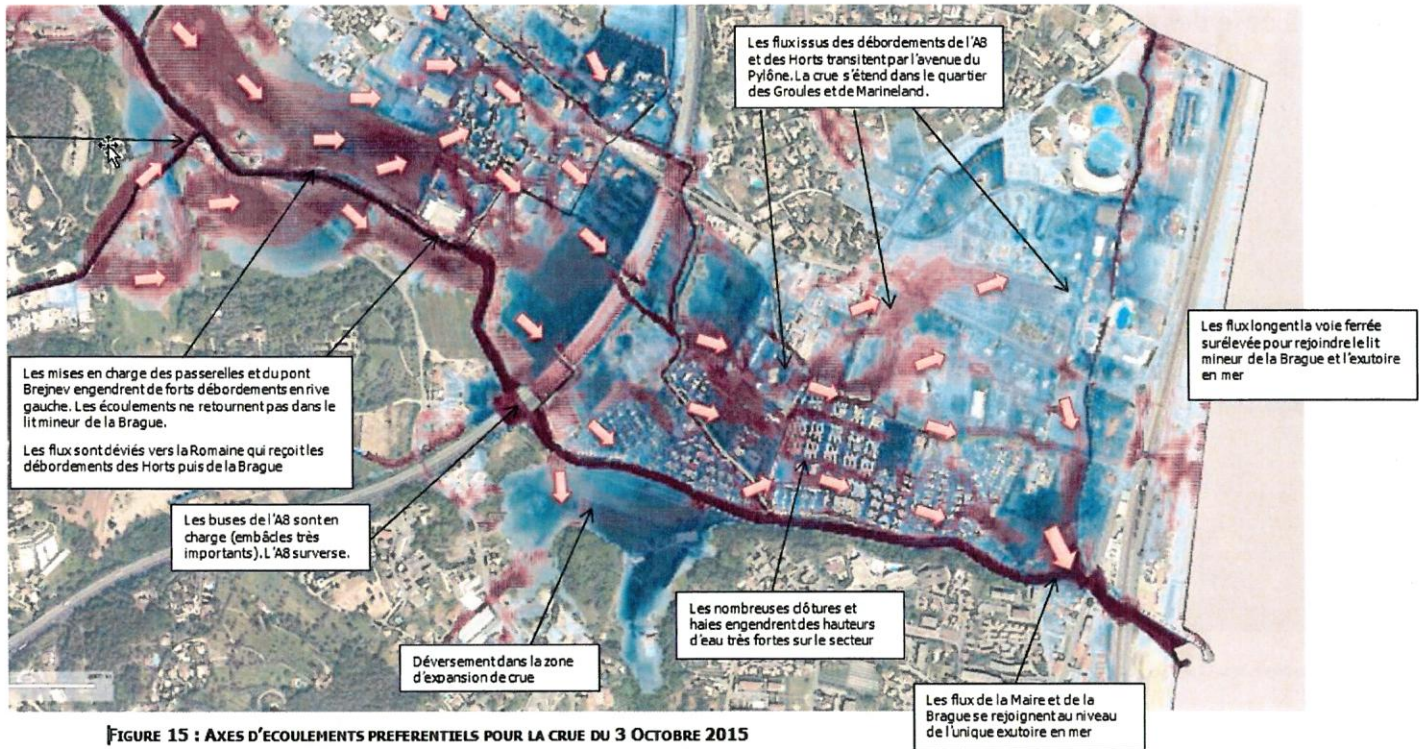 Les flux issus des débordements de l'A8
et des Horts transitent par l'avenue du
Pylône. La crue s'étend dans le quartier
des Groules et de Marineland.
Les flux longent la voie ferrée
surélevée pour rejoindre le lit
mineur de la Brague et l'exutoire
en mer
Les mises en charge des passerelles et du pont
Brejnev engendrent de forts débordements en rive
gauche. Les écoulements ne retournent pas dans le
lit mineur de la Brague.
Les flux sont déviés vers la Romaine qui reçoit les
débordements des Horts puis de la Brague
Les buses de l'A8 sont en
charge (embâcles très
importants). L'A8 surverse.
Déversement dans la zone
d'expansion de crue
Les nombreuses clôtures et
haies engendrent des hauteurs
d'eau très fortes sur le secteur
Les flux de la Maire et de la
Brague se rejoignent au niveau
de l'unique exutoire en mer
FIGURE 15 : AXES D'ECOULEMENTS PREFERENTIELS POUR LA CRUE DU 3 OCTOBRE 2015